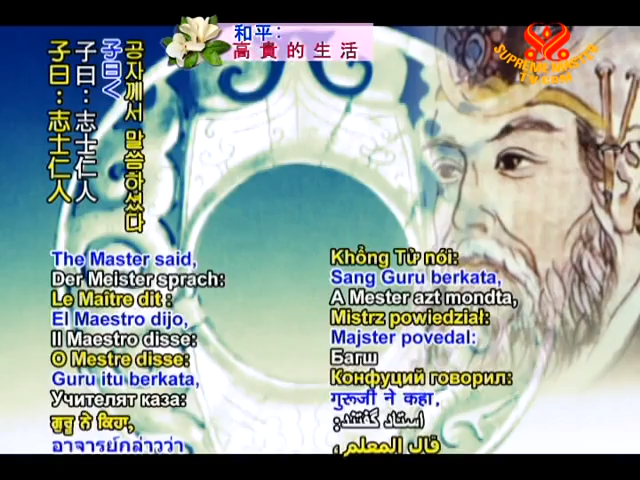 和平：
高貴的生活
SUPREME MASTER
TV
子曰：志士仁人
子曰：志士仁人
子曰く
공자께서 말씀하셨다
The Master said,
Der Meister sprach:
Le Maître dit :
El Maestro dijo,
Il Maestro disse:
O Mestre disse:
Guru itu berkata,
Учителят каза:
ਗੁਰੂ ਨੇ ਕਿਹਾ,
อาจารย์กล่าวว่า
Khổng Tử nói:
Sang Guru berkata,
A Mester azt mondta,
Mistrz powiedział:
Majster povedal:
Багш
Конфуций говорил:
गुरूजी ने कहा,
استاد گفتند:
قال المعلم،